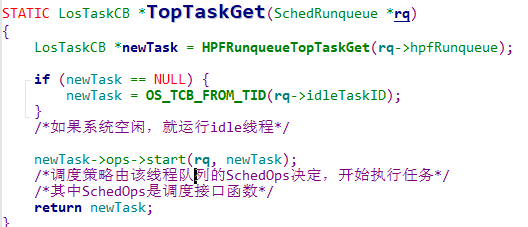 STATIC LosTaskCB *TopTaskGet(SchedRunqueue *rq)
{
LosTaskCB *newTask = HPFRunqueueTopTaskGet(rq->hpfRunqueue);
if (newTask == NULL) {
newTask = OS_TCB_FROM_TID(rq->idleTaskID);
}
/*如果系统空闲，就运行idle线程*/
newTask->ops->start(rq, newTask);
/*调度策略由该线程队列的SchedOps决定，开始执行任务*/
/*其中SchedOps是调度接口函数*/
return newTask;
}